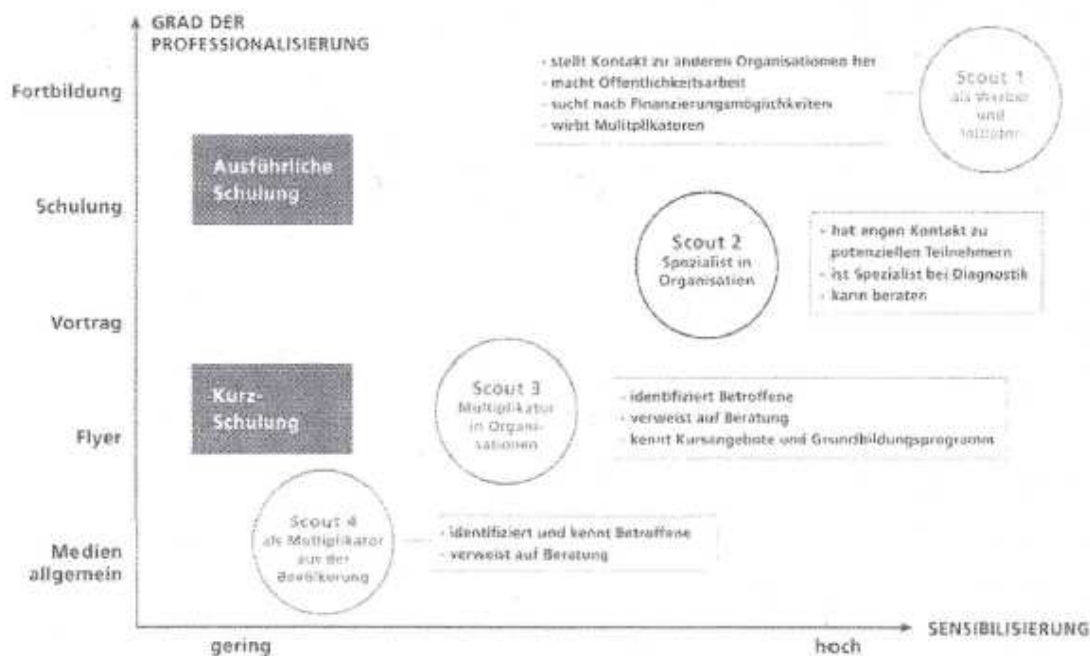 GRAD DER
PROFESSIONALISIERUNG
Fortbildung
- stellt Kontakt zu anderen Organisationen her
- macht Öffentlichkeitsarbeit
- sucht nach Finanzierungsmöglichkeiten
- wirbt Mulitplikatoren
Scout 1
als Werber
und
Initiator
Ausführliche
Schulung
Schulung
Scout 2
Spezialist in
Organisation
- hat engen Kontakt zu
potenziellen Teilnehmern
- ist Spezialist bei Diagnostik
- kann beraten
Vortrag
Kurz-
Schulung
Scout 3
Multiplikatur
in Organi-
sationen
- identifiziert Betroffene
- verweist auf Beratung
- kennt Kursangebote und Grundbildungsprogramm
Flyer
Scout 4
als Multiplikator
aus der
Bevölkerung
- identifiziert und kennt Betroffene
- verweist auf Beratung
Medien
allgemein
gering
hoch
SENSIBILISIERUNG